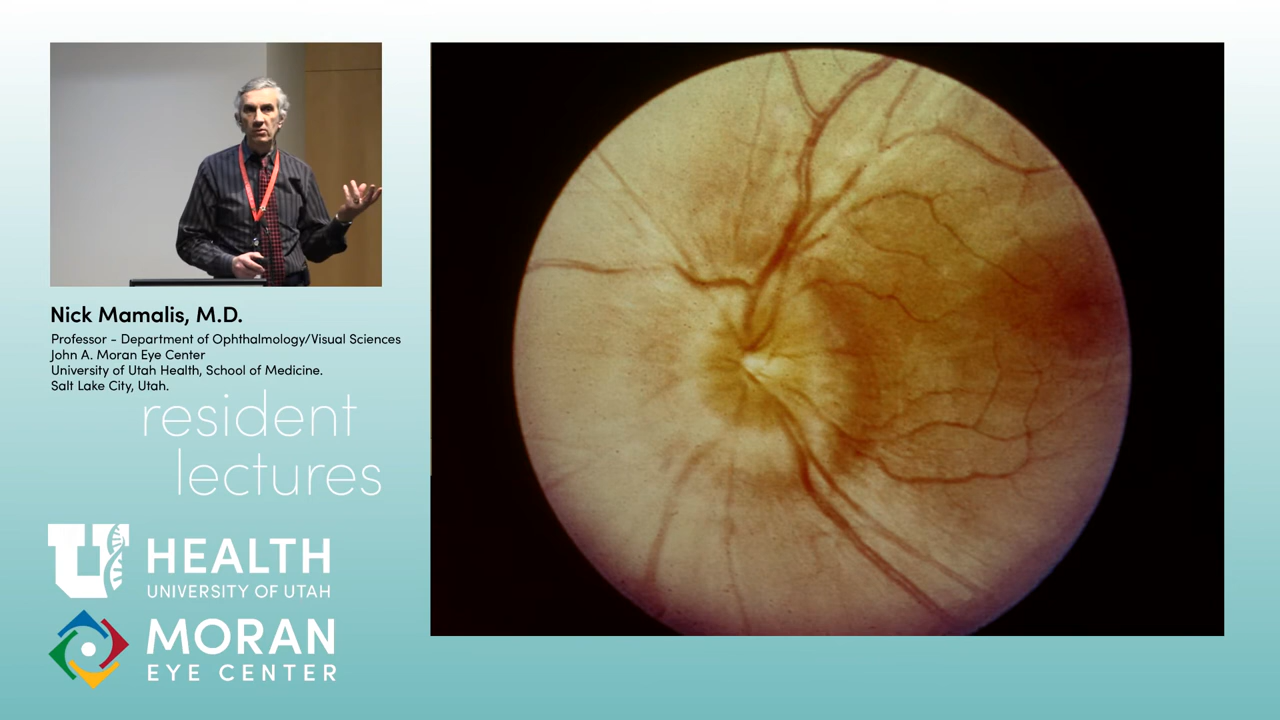 Nick Mamalis, M.D.
Professor - Department of Ophthalmology/Visual Sciences
John A. Moran Eye Center
University of Utah Health, School of Medicine.
Salt Lake City, Utah.
resident
lectures
U HEALTH
UNIVERSITY OF UTAH
MORAN
EYE CENTER